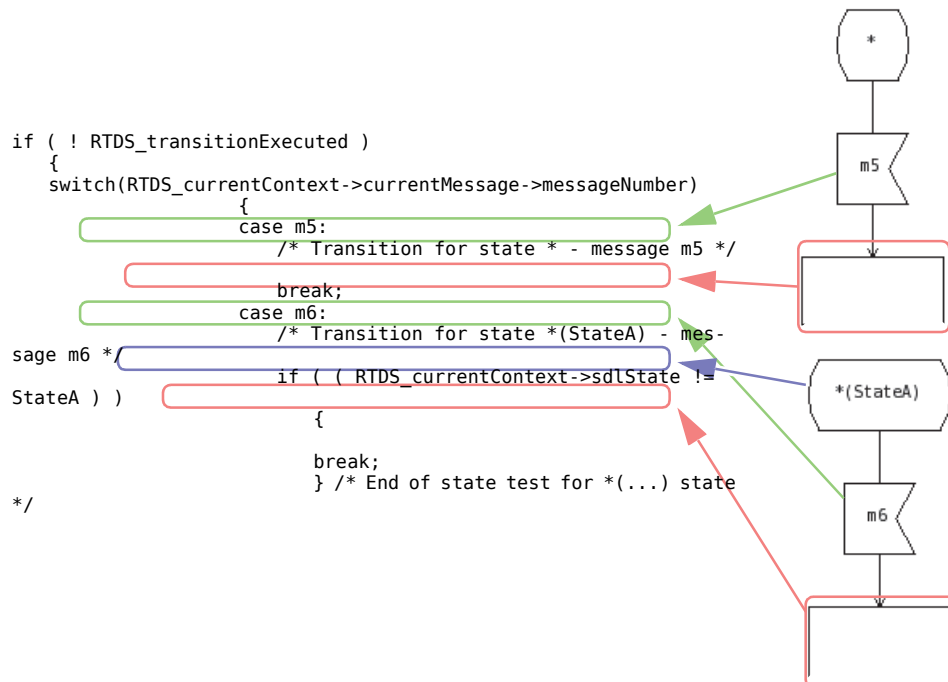 if ( ! RTDS_transitionExecuted )
{
switch(RTDS_currentContext->currentMessage->messageNumber)
{
case m5:
/* Transition for state * - message m5 */
break;
case m6:
/* Transition for state *(StateA) - mes-
sage m6 */
if ( ( RTDS_currentContext->sdlState !=
StateA ) )
{
break;
} /* End of state test for *(...) state
*/
*
m5
*(StateA)
m6